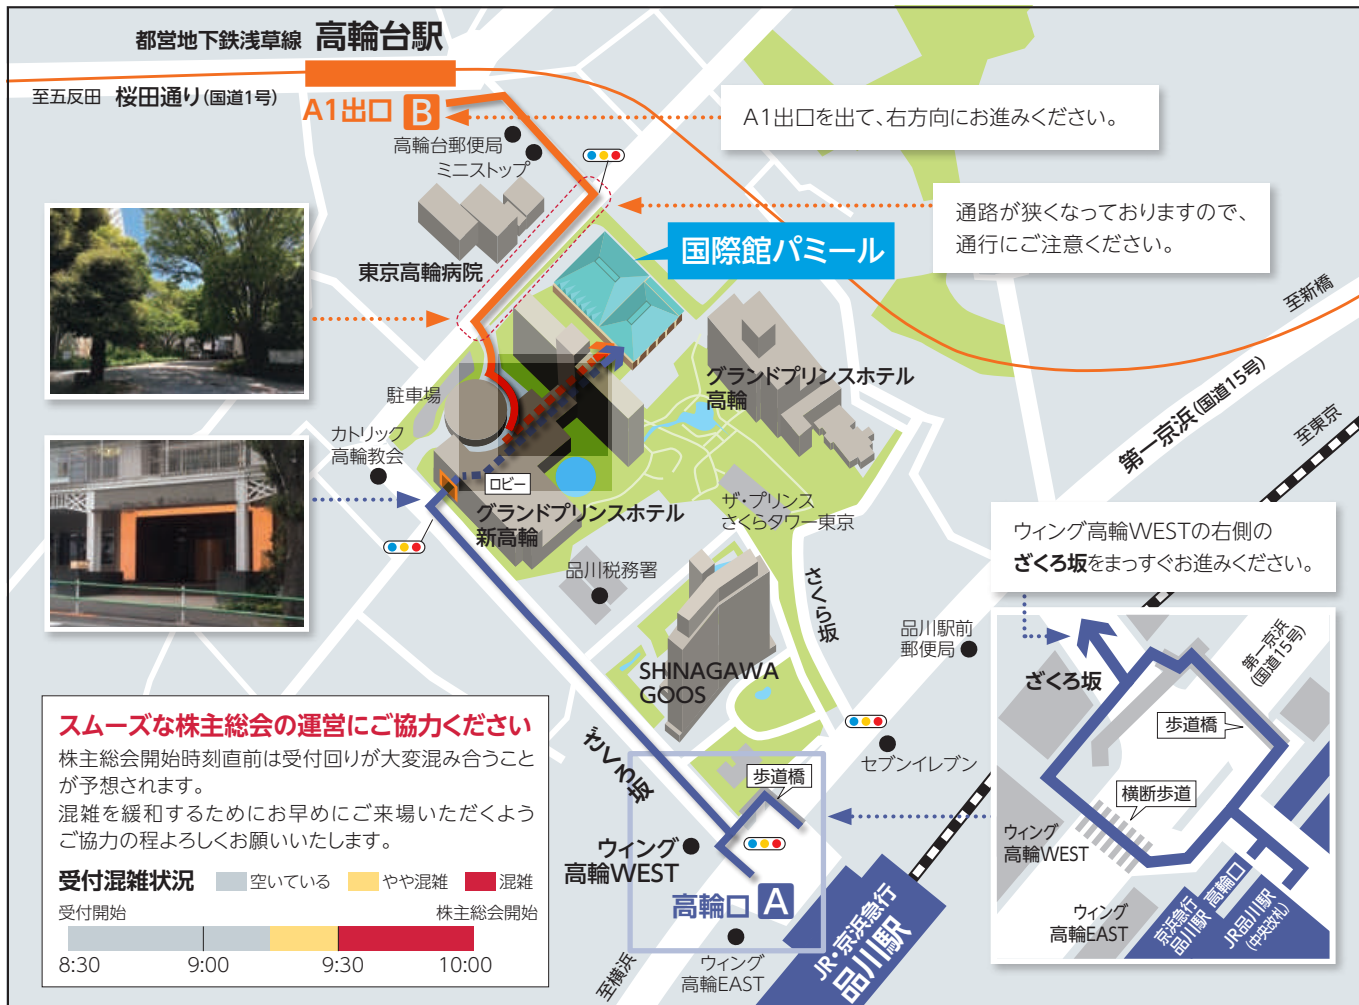 都営地下鉄浅草線 高輪台駅
至五反田 桜田通り(国道1号)
A1出口 B
A1出口を出て、右方向にお進みください。
高輪台郵便局
ミニストップ
通路が狭くなっておりますので、
通行にご注意ください。
国際館パミール
東京高輪病院
至新橋
グランドプリンスホテル
高輪
第一京浜(国道15号)
至東京
駐車場
カトリック
高輪教会
ロビー
グランドプリンスホテル
新高輪
ザ・プリンス
さくらタワー東京
ウィング高輪WESTの右側の
ざくろ坂をまっすぐお進みください。
品川税務署
さくら坂
品川駅前
郵便局
SHINAGAWA
GOOS
第一京浜
(国道15号)
ざくろ坂
歩道橋
横断歩道
ウィング
高輪WEST
ウィング
高輪EAST
京浜急行
品川駅
高輪口
JR品川駅
(中央改札)
セブンイレブン
ざくろ坂
歩道橋
ウィング
高輪WEST
高輪口 A
ウィング
高輪EAST
至横浜
JR・京浜急行
品川駅
スムーズな株主総会の運営にご協力ください
株主総会開始時刻直前は受付回りが大変混み合うこと
が予想されます。
混雑を緩和するためにお早めにご来場いただくよう
ご協力の程よろしくお願いいたします。
受付混雑状況 空いている やや混雑 混雑
受付開始 株主総会開始
8:30 9:00 9:30 10:00